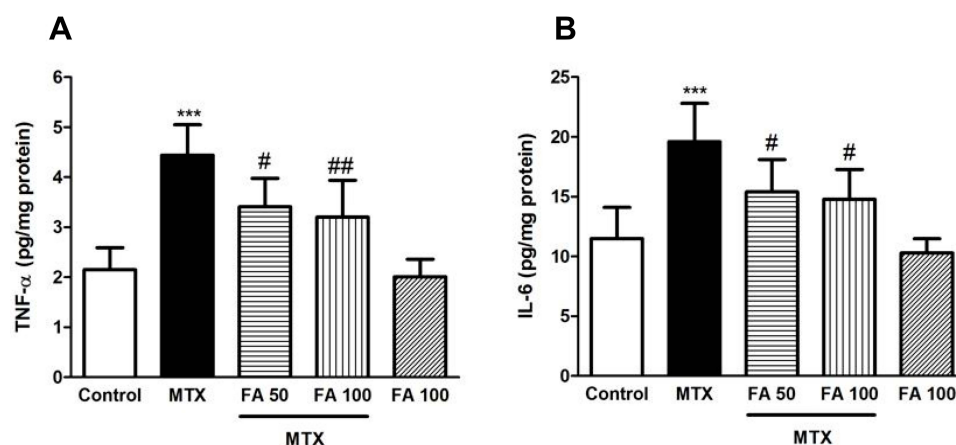 A
TNF-α (pg/mg protein)
6
5
4
3
2
1
0
***
#
##
Control MTX FA 50 FA 100 FA 100
MTX
B
IL-6 (pg/mg protein)
25
20
15
10
5
0
***
#
#
Control MTX FA 50 FA 100 FA 100
MTX